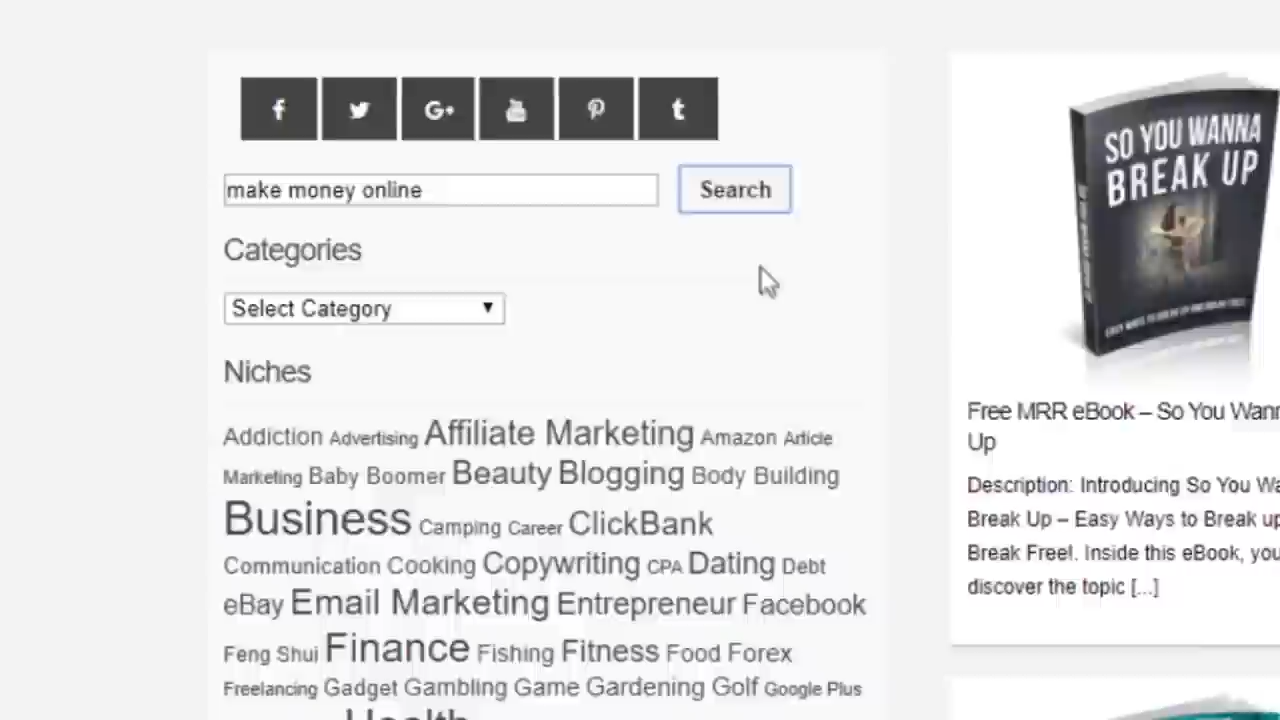 make money online
Search
Categories
Select Category
Niches
Addiction Advertising Affiliate Marketing Amazon Article
Marketing Baby Boomer Beauty Blogging Body Building
Business Camping Career ClickBank
Communication Cooking Copywriting CPA Dating Debt
eBay Email Marketing Entrepreneur Facebook
Feng Shui Finance Fishing Fitness Food Forex
Freelancing Gadget Gambling Game Gardening Golf Google Plus
Health
SO YOU WANNA
BREAK UP
Free MRR eBook – So You Wann
Up
Description: Introducing So You Wa
Break Up – Easy Ways to Break up
Break Free!. Inside this eBook, you
discover the topic [...]